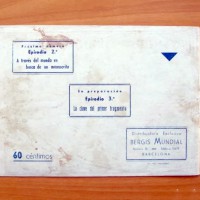 Próximo número
Episodio 2.º
A través del mundo en
busca de un manuscrito
En preparación
Episodio 3.º
La clave del primer fragmento
Distribuidora Exclusiva
BERGIS MUNDIAL
BARCELONA
60 céntimos